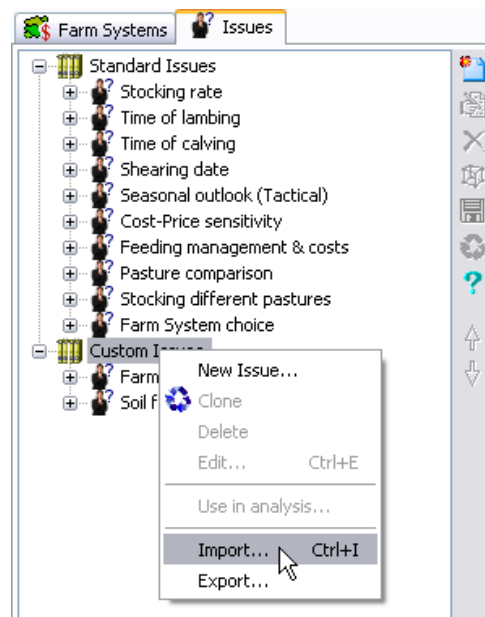 Farm Systems
Issues
Standard Issues
Stocking rate
Time of lambing
Time of calving
Shearing date
Seasonal outlook (Tactical)
Cost-Price sensitivity
Feeding management & costs
Pasture comparison
Stocking different pastures
Farm System choice
Custom Issues
Farm
Soil f
New Issue...
Clone
Delete
Edit... Ctrl+E
Use in analysis...
Import... Ctrl+I
Export...